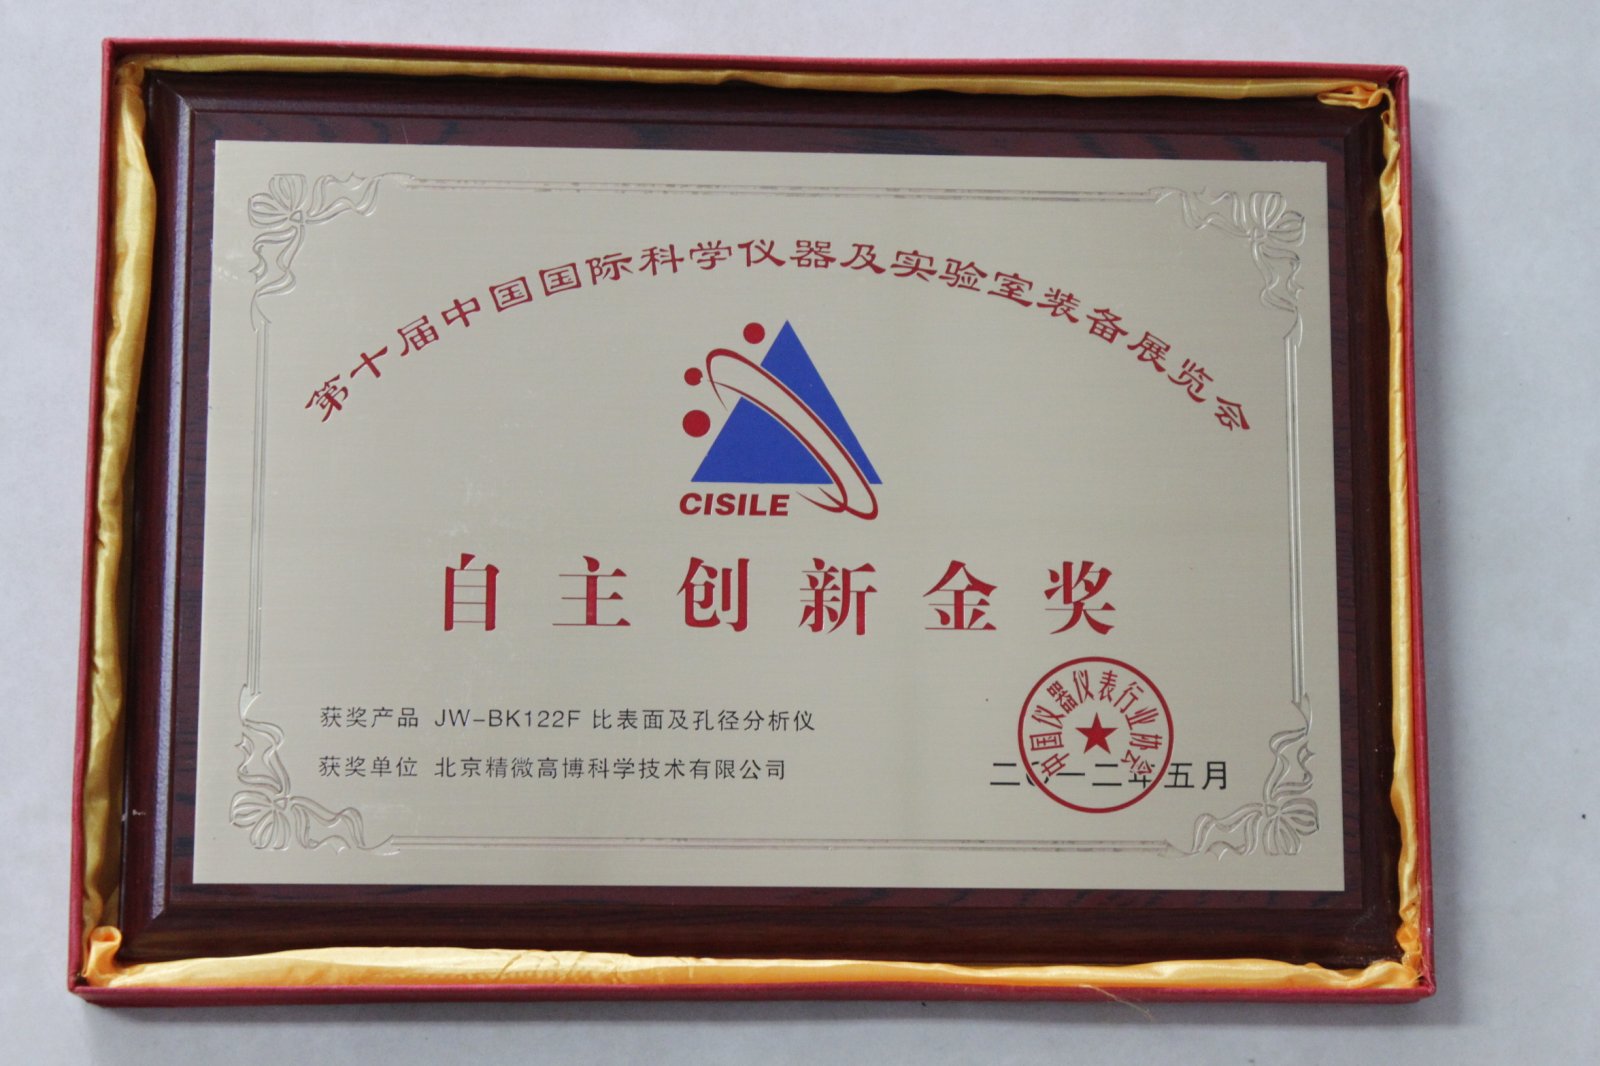 第十届中国国际科学仪器及实验室装备展览会
CISILE
自主创新金奖
获奖产品 JW-BK122F 比表面及孔径分析仪
获奖单位 北京精微高博科学技术有限公司
中国仪器仪表行业协会
二〇一二年五月